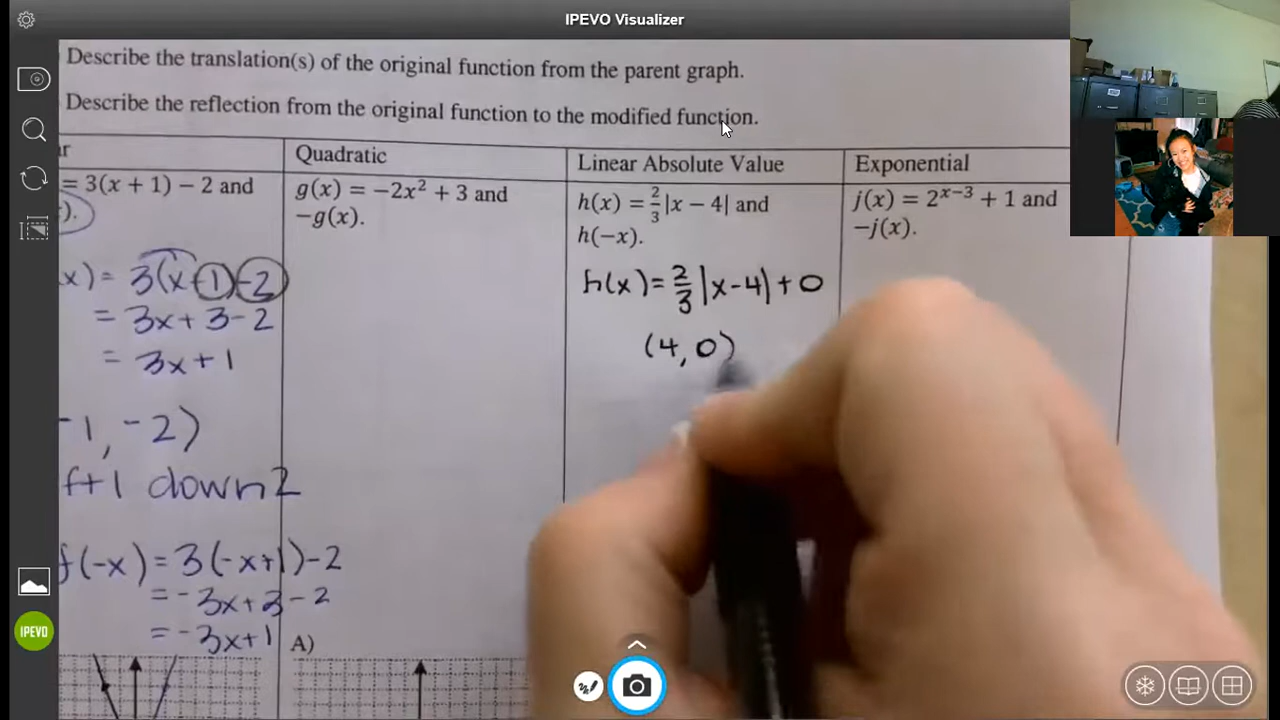 IPEVO Visualizer
Describe the translation(s) of the original function from the parent graph.
Describe the reflection from the original function to the modified function.
= 3(x + 1) − 2 and
Quadratic
g(x) = −2x² + 3 and
−g(x).
Linear Absolute Value
h(x) = 2/3|x − 4| and
h(−x).
Exponential
j(x) = 2^(x−3) + 1 and
−j(x).
x) = 3(x+1)-2
= 3x+3-2
= 3x+1
-1, -2)
f+1 down 2
f(-x) = 3(-x+1)-2
= -3x+3-2
= -3x+1
h(x) = 2/3|x-4|+0
(4,0)
A)
IPEVO